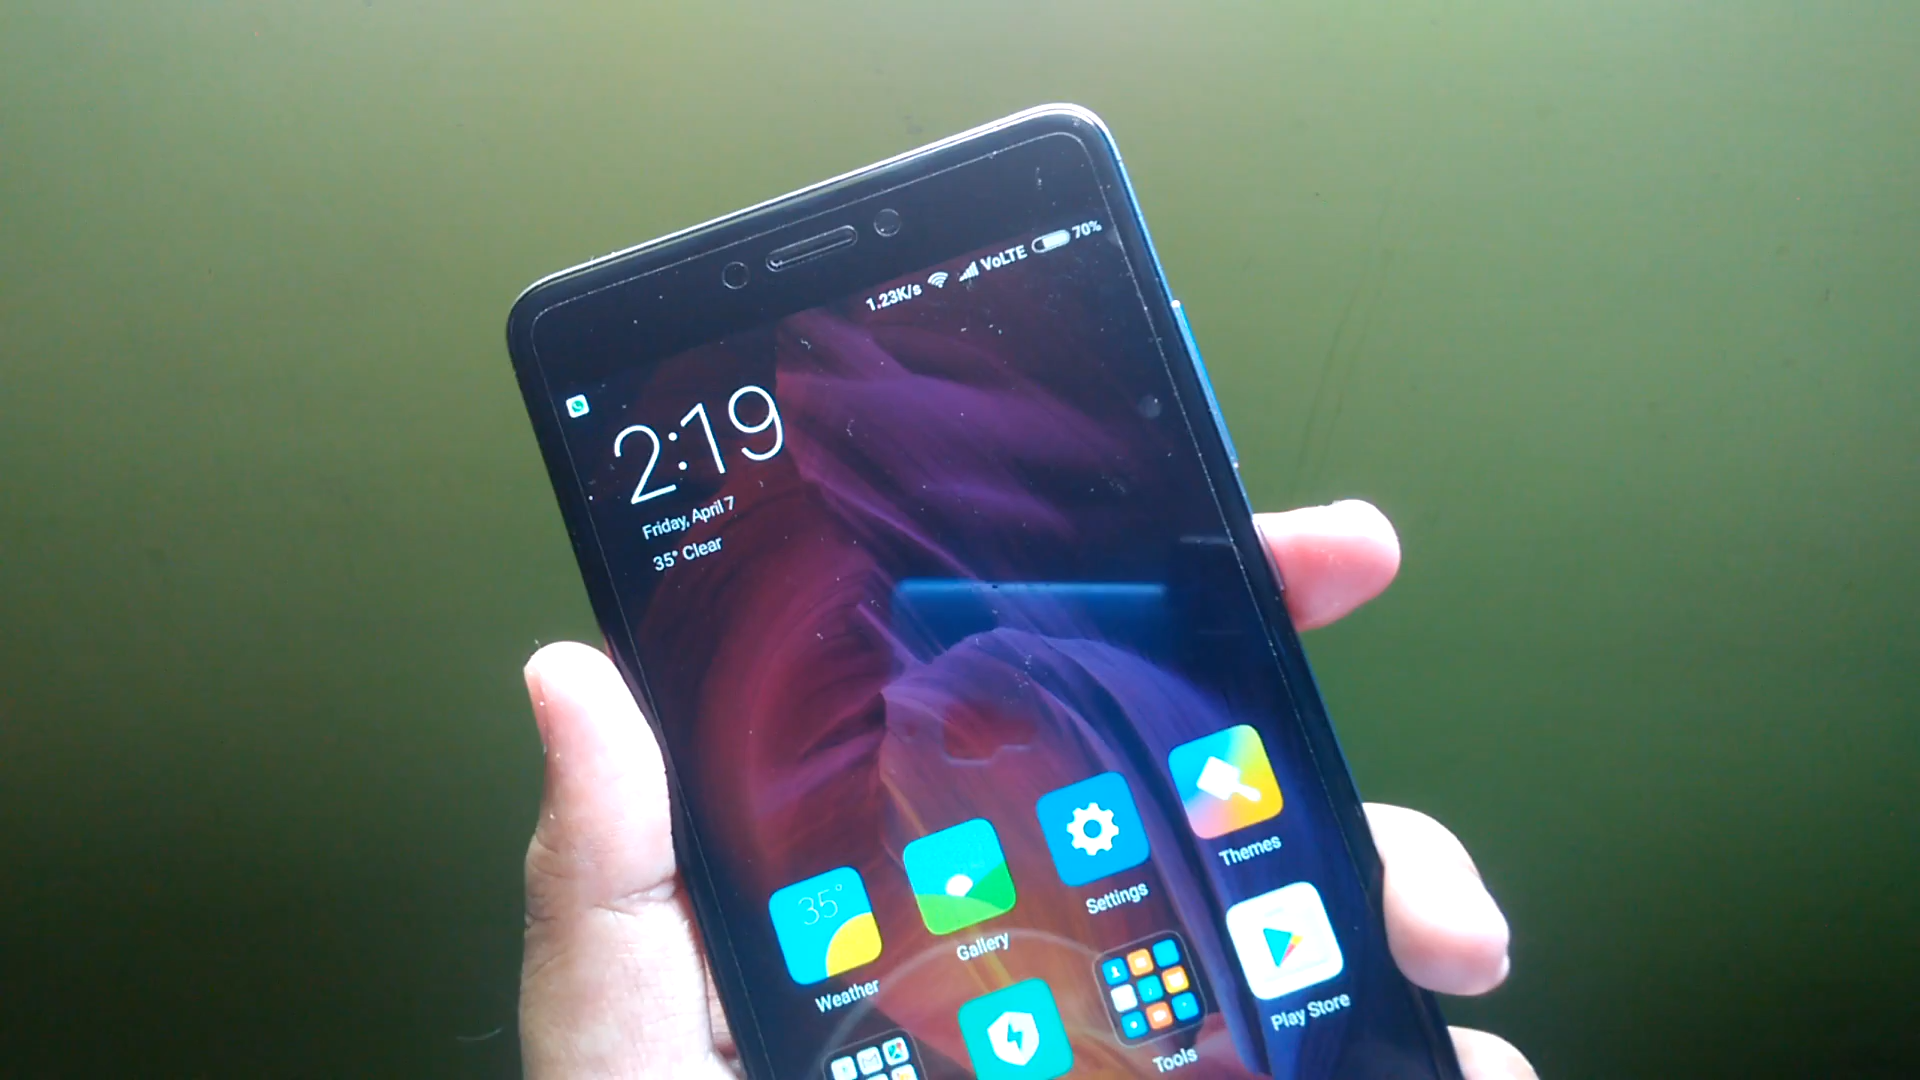 1.23K/s VoLTE 70%
2:19
Friday, April 7
35° Clear
Themes
Settings
Gallery
35°
Weather
Play Store
Tools